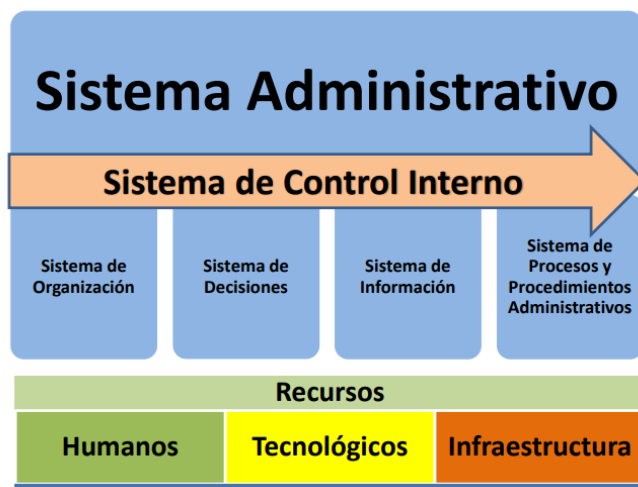 Sistema Administrativo
Sistema de Control Interno
Sistema de
Organización
Sistema de
Decisiones
Sistema de
Información
Sistema de
Procesos y
Procedimientos
Administrativos
Recursos
Humanos
Tecnológicos
Infraestructura